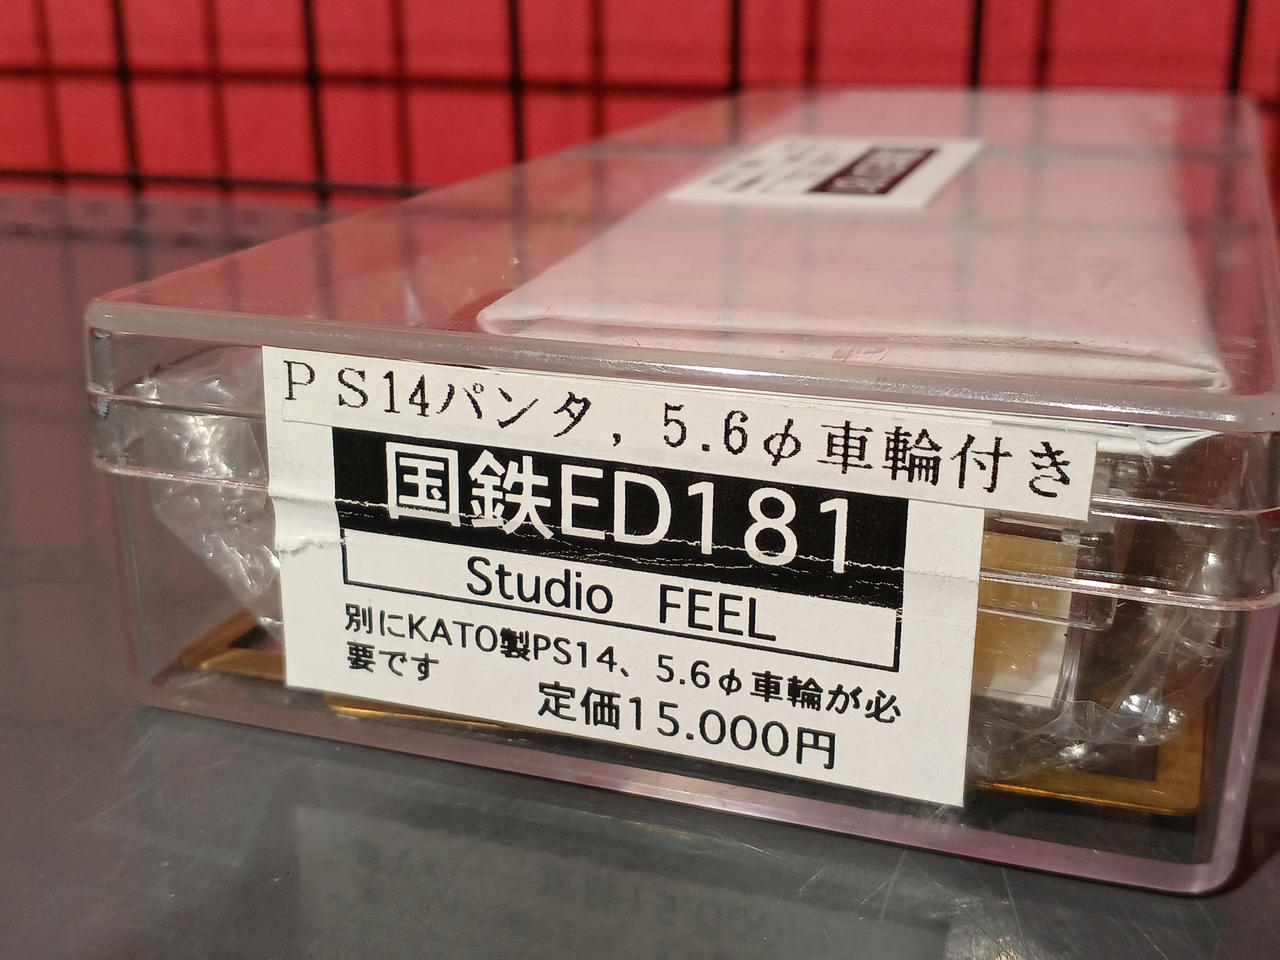 PS14パンタ，5.6φ車輪付き
国鉄ED181
Studio FEEL
別にKATO製PS14、5.6φ車輪が必
要です
定価15.000円